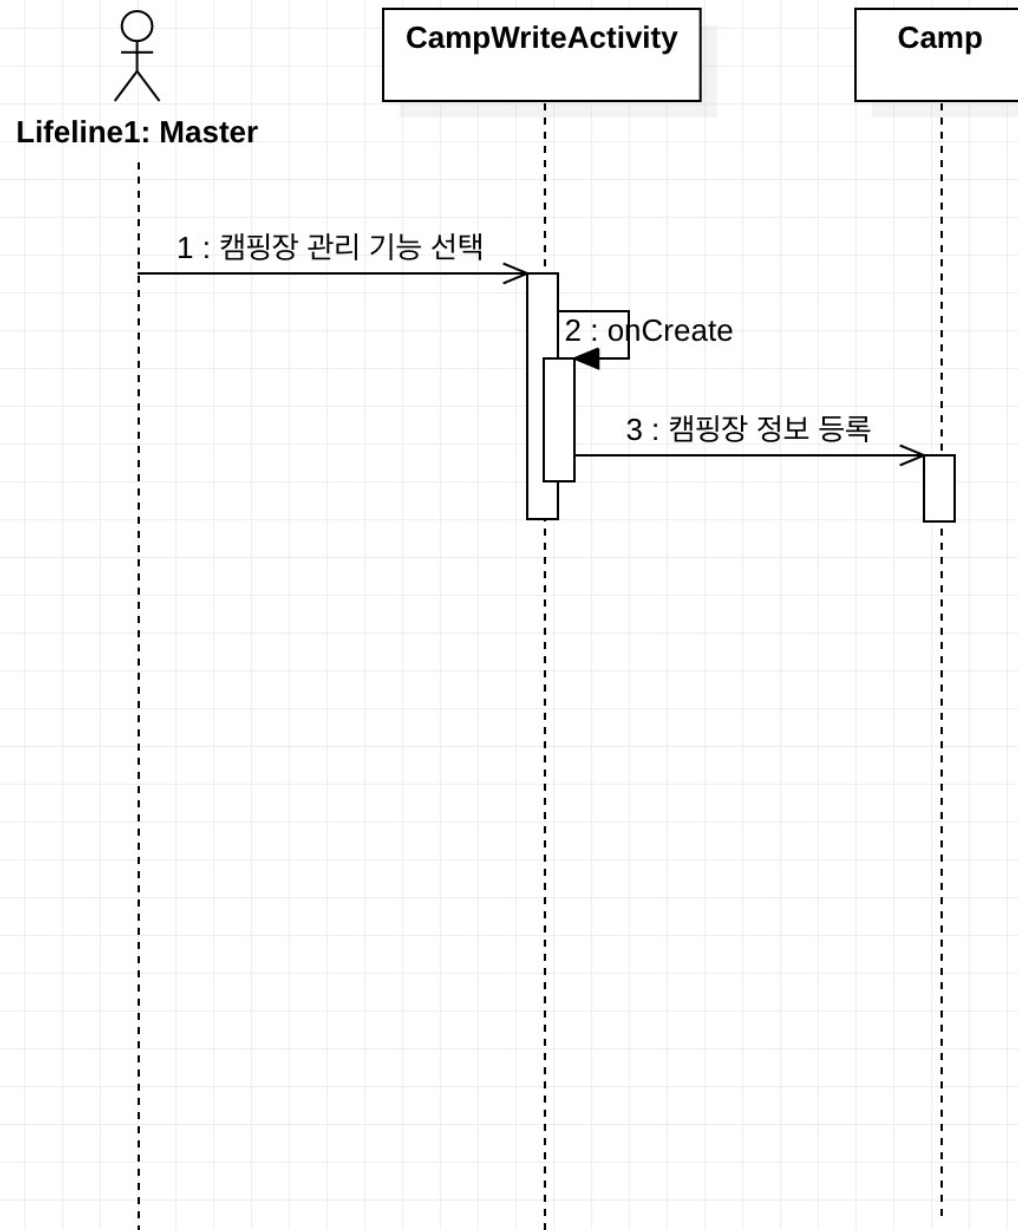 CampWriteActivity
Camp
Lifeline1: Master
1 : 캠핑장 관리 기능 선택
2 : onCreate
3 : 캠핑장 정보 등록